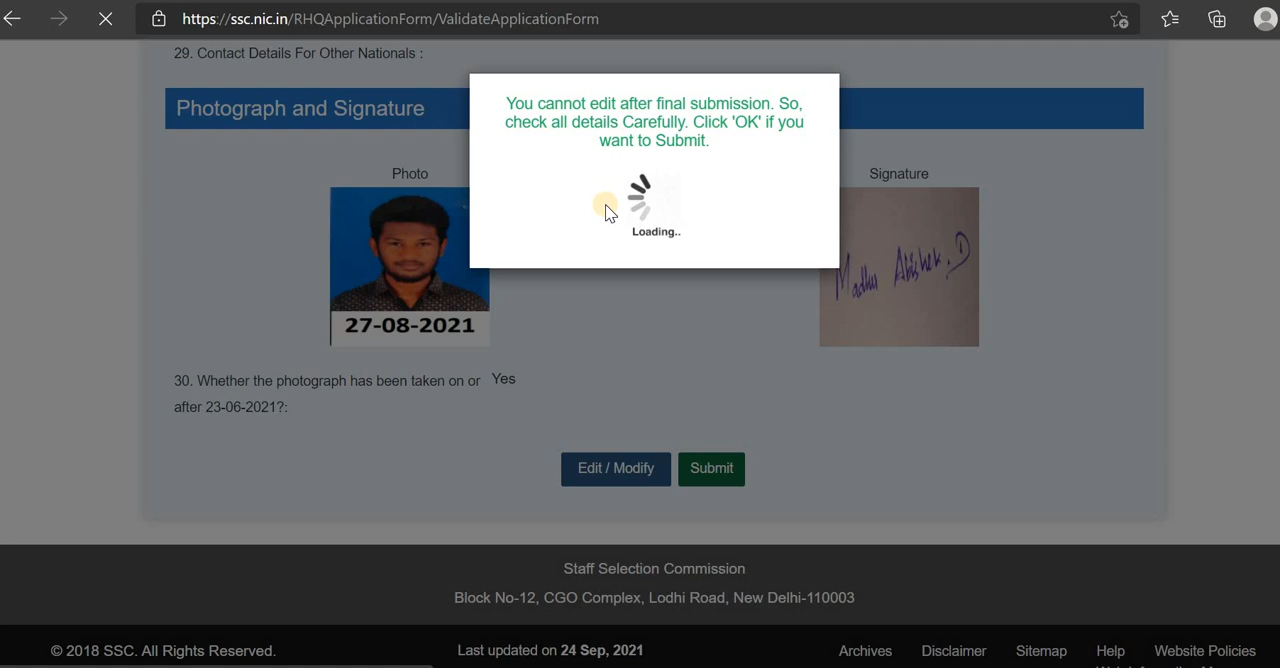 https://ssc.nic.in/RHQApplicationForm/ValidateApplicationForm
29. Contact Details For Other Nationals :
You cannot edit after final submission. So,
check all details Carefully. Click 'OK' if you
want to Submit.
Loading..
Photograph and Signature
Photo
Signature
27-08-2021
Madhu Abishek. D
30. Whether the photograph has been taken on or Yes
after 23-06-2021?:
Edit / Modify
Submit
Staff Selection Commission
Block No-12, CGO Complex, Lodhi Road, New Delhi-110003
© 2018 SSC. All Rights Reserved.
Last updated on 24 Sep, 2021
Archives Disclaimer Sitemap Help Website Policies